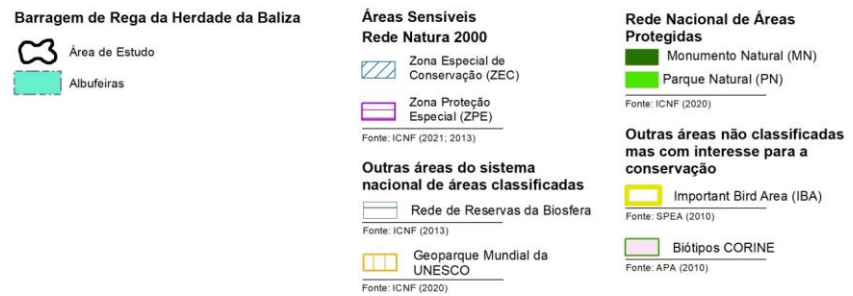 Barragem de Rega da Herdade da Baliza
Área de Estudo
Albufeiras
Áreas Sensíveis
Rede Natura 2000
Zona Especial de
Conservação (ZEC)
Zona Proteção
Especial (ZPE)
Fonte: ICNF (2021; 2013)
Outras áreas do sistema
nacional de áreas classificadas
Rede de Reservas da Biosfera
Fonte: ICNF (2013)
Geoparque Mundial da
UNESCO
Fonte: ICNF (2020)
Rede Nacional de Áreas
Protegidas
Monumento Natural (MN)
Parque Natural (PN)
Fonte: ICNF (2020)
Outras áreas não classificadas
mas com interesse para a
conservação
Important Bird Area (IBA)
Fonte: SPEA (2010)
Biótipos CORINE
Fonte: APA (2010)